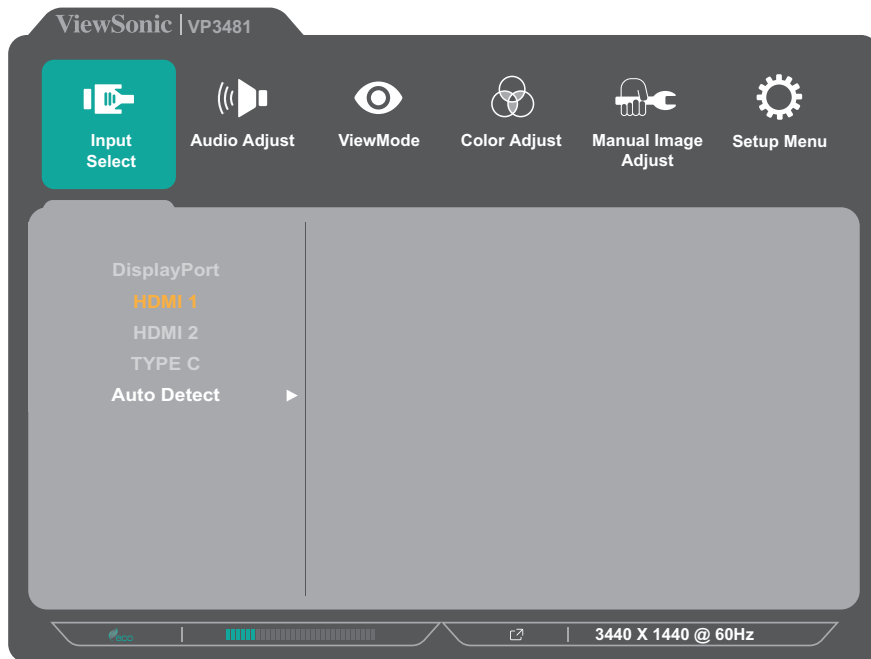 ViewSonic | VP3481
Input
Select
Audio Adjust
ViewMode
Color Adjust
Manual Image
Adjust
Setup Menu
DisplayPort
HDMI 1
HDMI 2
TYPE C
Auto Detect
eco
3440 X 1440 @ 60Hz